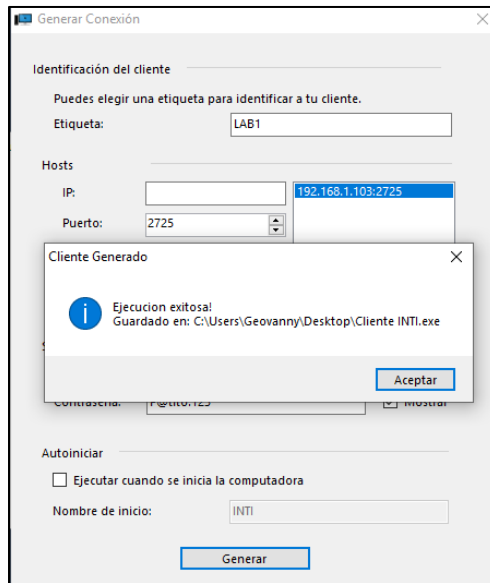 Generar Conexión
Identificación del cliente
Puedes elegir una etiqueta para identificar a tu cliente.
Etiqueta: LAB1
Hosts
IP: 192.168.1.103:2725
Puerto: 2725
Cliente Generado
Ejecucion exitosa!
Guardado en: C:\Users\Geovanny\Desktop\Cliente INTI.exe
Aceptar
Autoiniciar
Ejecutar cuando se inicia la computadora
Nombre de inicio: INTI
Generar